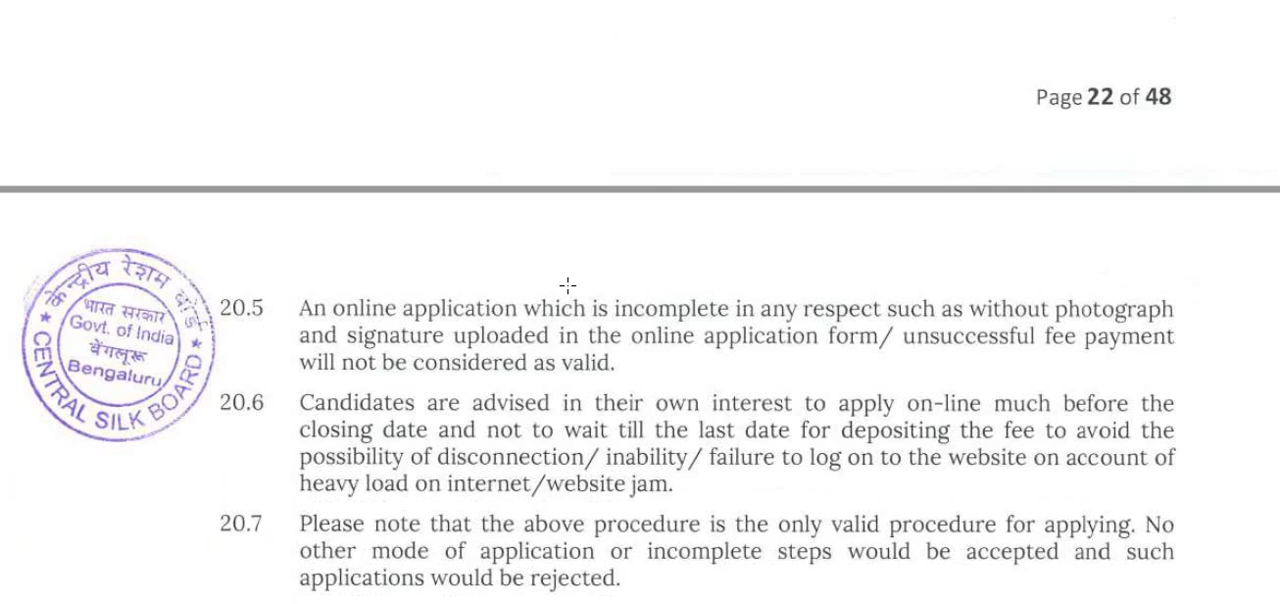 Page 22 of 48
केन्द्रीय रेशम बोर्ड
भारत सरकार
Govt. of India
बेंगलूरू
Bengaluru
CENTRAL SILK BOARD
20.5 An online application which is incomplete in any respect such as without photograph
and signature uploaded in the online application form/ unsuccessful fee payment
will not be considered as valid.
20.6 Candidates are advised in their own interest to apply on-line much before the
closing date and not to wait till the last date for depositing the fee to avoid the
possibility of disconnection/ inability/ failure to log on to the website on account of
heavy load on internet/website jam.
20.7 Please note that the above procedure is the only valid procedure for applying. No
other mode of application or incomplete steps would be accepted and such
applications would be rejected.